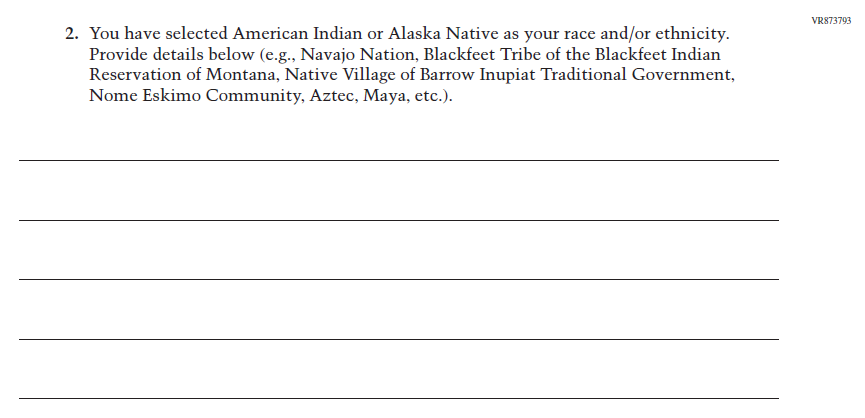 VR873793
2. You have selected American Indian or Alaska Native as your race and/or ethnicity.
Provide details below (e.g., Navajo Nation, Blackfeet Tribe of the Blackfeet Indian
Reservation of Montana, Native Village of Barrow Inupiat Traditional Government,
Nome Eskimo Community, Aztec, Maya, etc.).